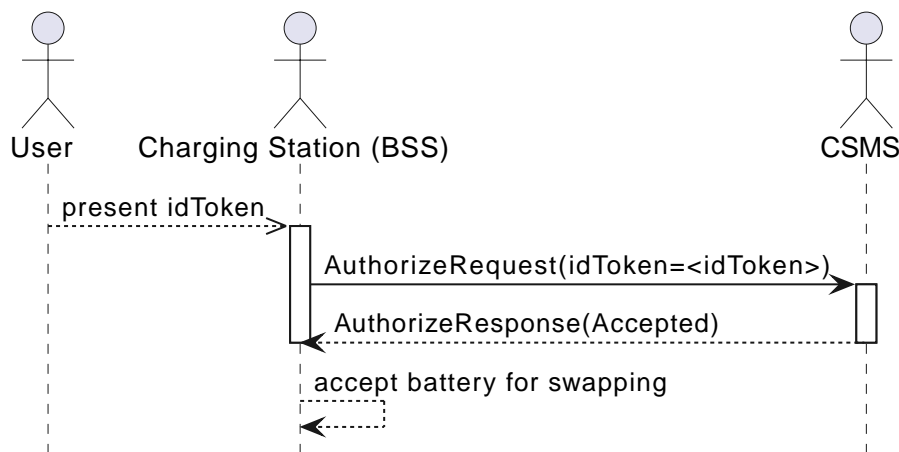 User
Charging Station (BSS)
CSMS
present idToken
AuthorizeRequest(idToken=<idToken>)
AuthorizeResponse(Accepted)
accept battery for swapping